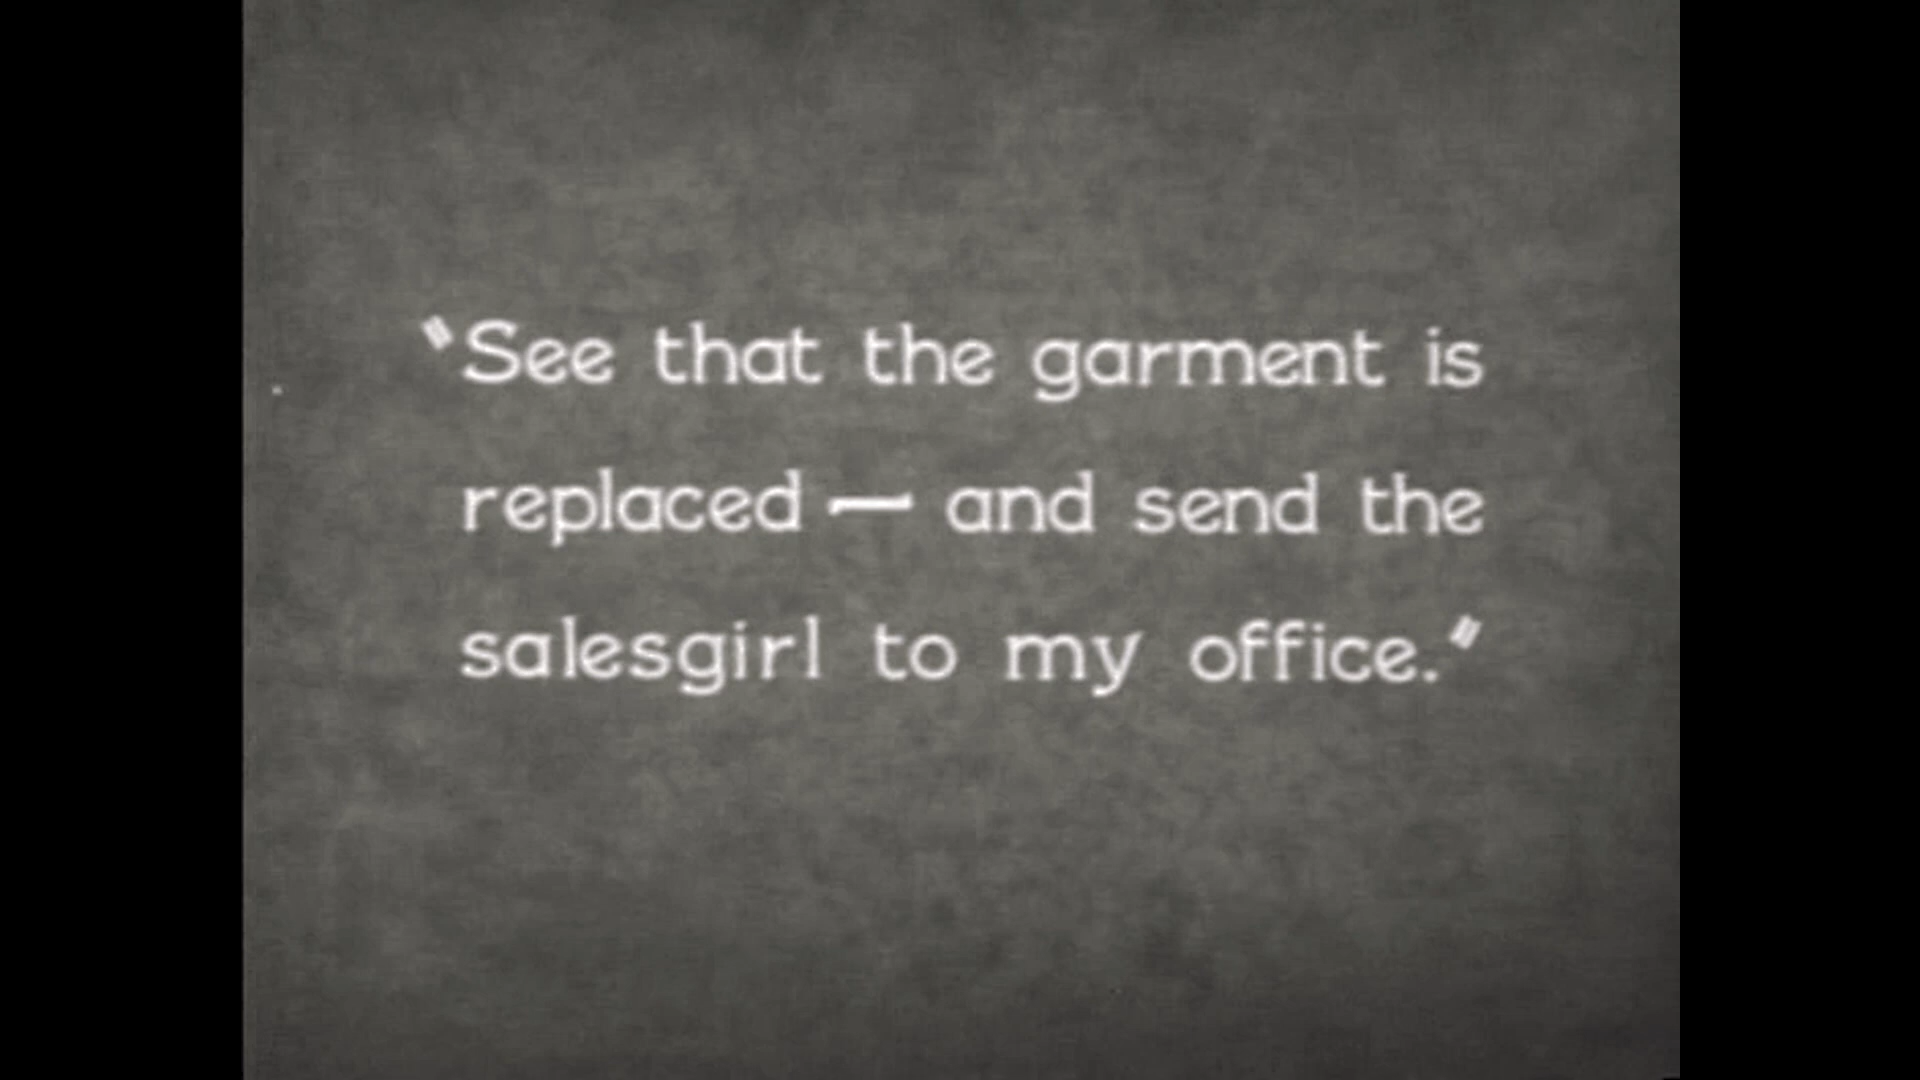 "See that the garment is
replaced — and send the
salesgirl to my office."